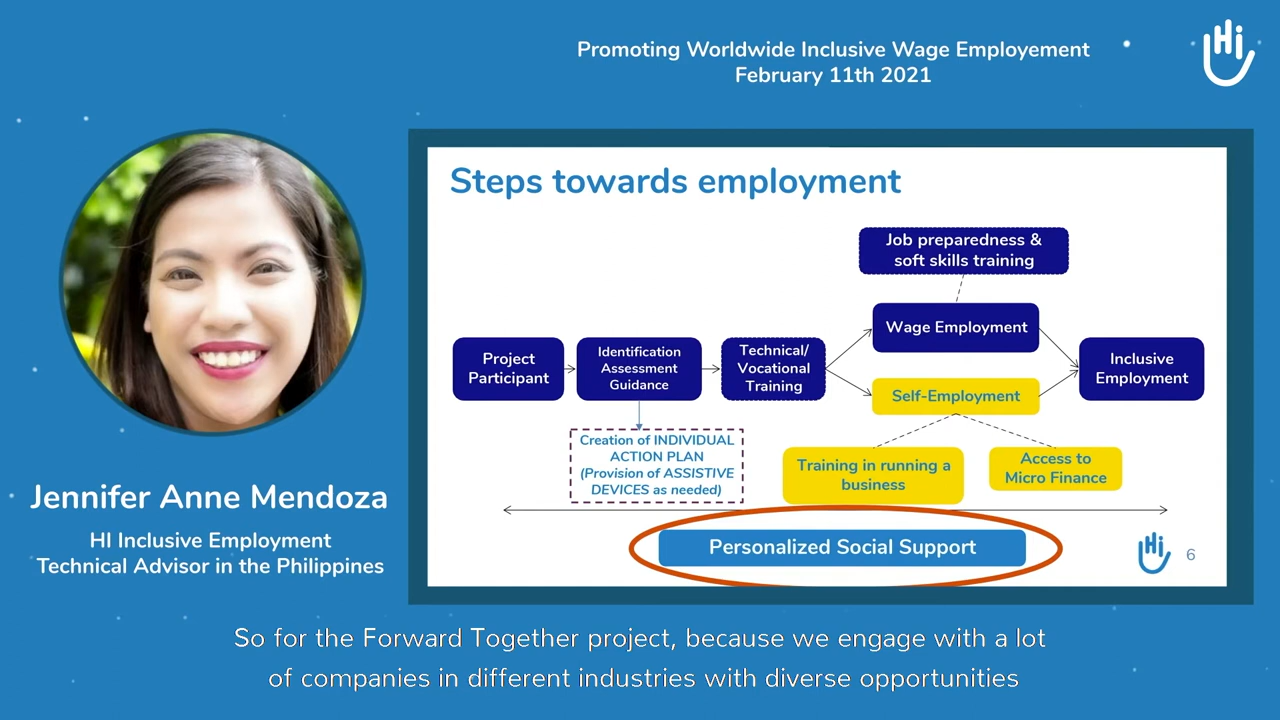 Promoting Worldwide Inclusive Wage Employement
February 11th 2021
Hi
Steps towards employment
Job preparedness &
soft skills training
Wage Employment
Project
Participant
Identification
Assessment
Guidance
Technical/
Vocational
Training
Inclusive
Employment
Self-Employment
Creation of INDIVIDUAL
ACTION PLAN
(Provision of ASSISTIVE
DEVICES as needed)
Training in running a
business
Access to
Micro Finance
Personalized Social Support
Hi
6
Jennifer Anne Mendoza
HI Inclusive Employment
Technical Advisor in the Philippines
So for the Forward Together project, because we engage with a lot
of companies in different industries with diverse opportunities